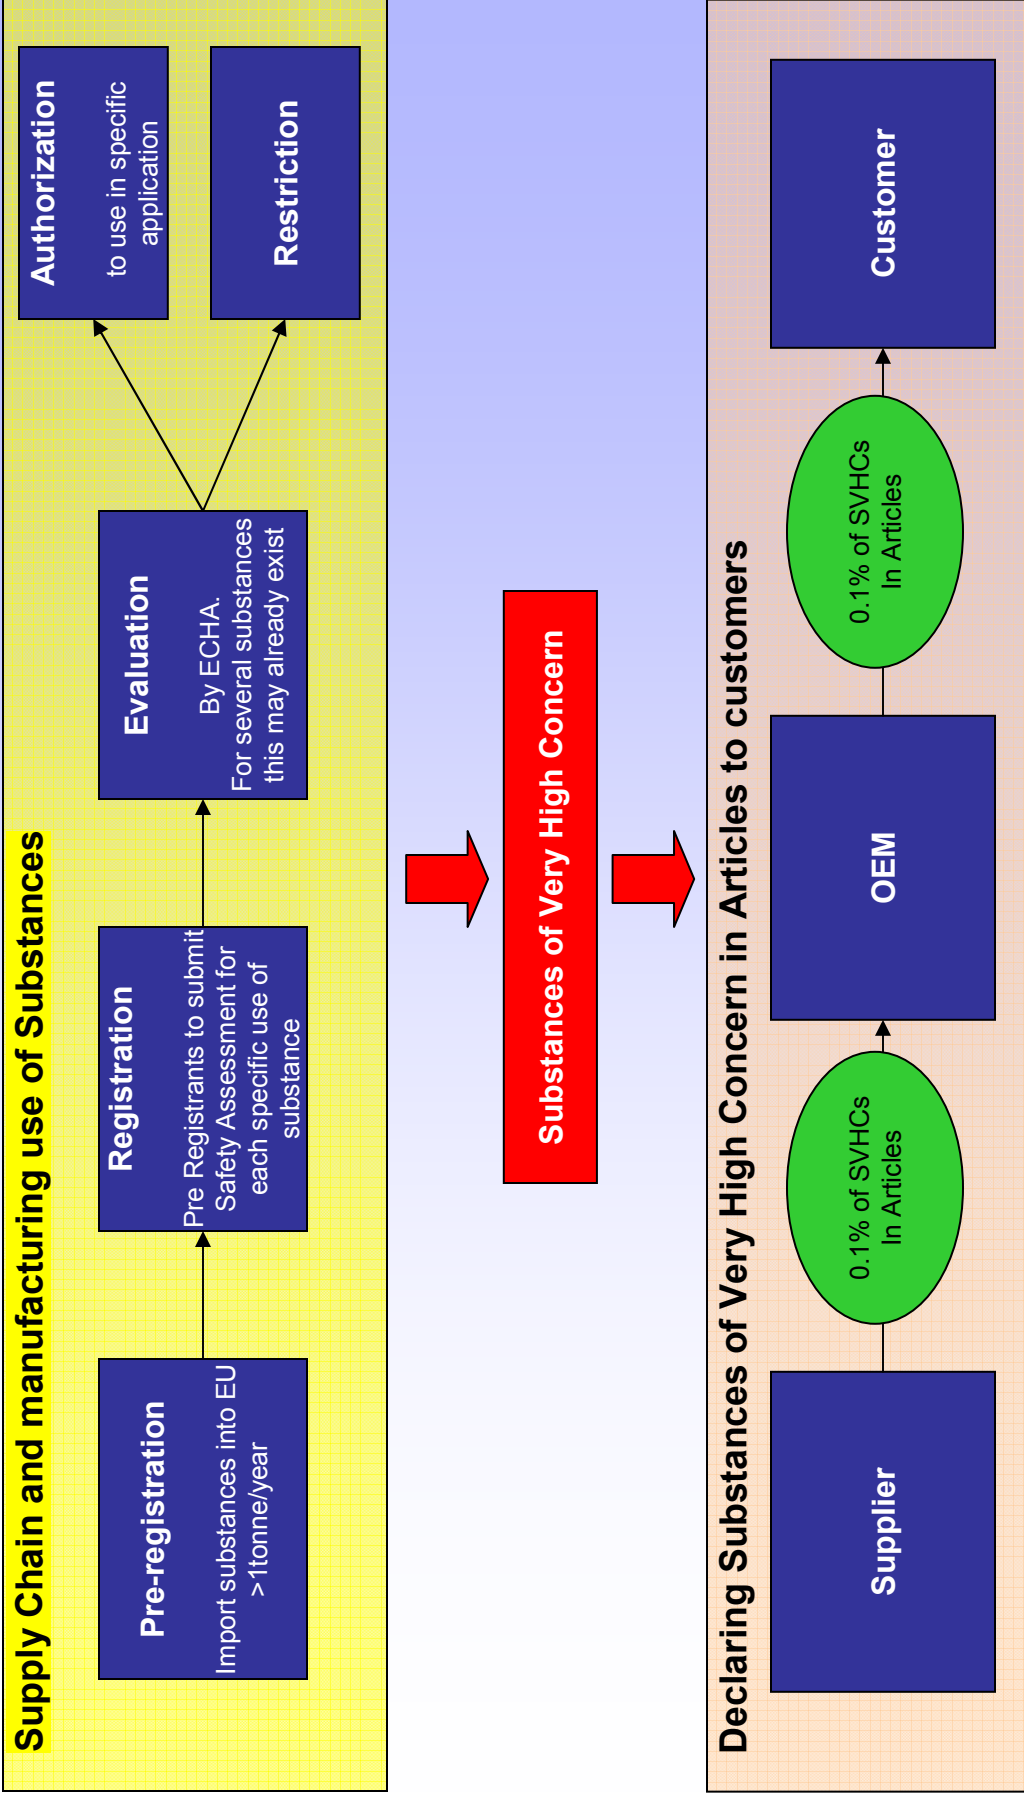 Supply Chain and manufacturing use of Substances
Pre-registration
Import substances into EU
>1tonne/year
Registration
Pre Registrants to submit
Safety Assessment for
each specific use of
substance
Evaluation
By ECHA.
For several substances
this may already exist
Authorization
to use in specific
application
Restriction
Substances of Very High Concern
Declaring Substances of Very High Concern in Articles to customers
Supplier
0.1% of SVHCs
In Articles
OEM
0.1% of SVHCs
In Articles
Customer